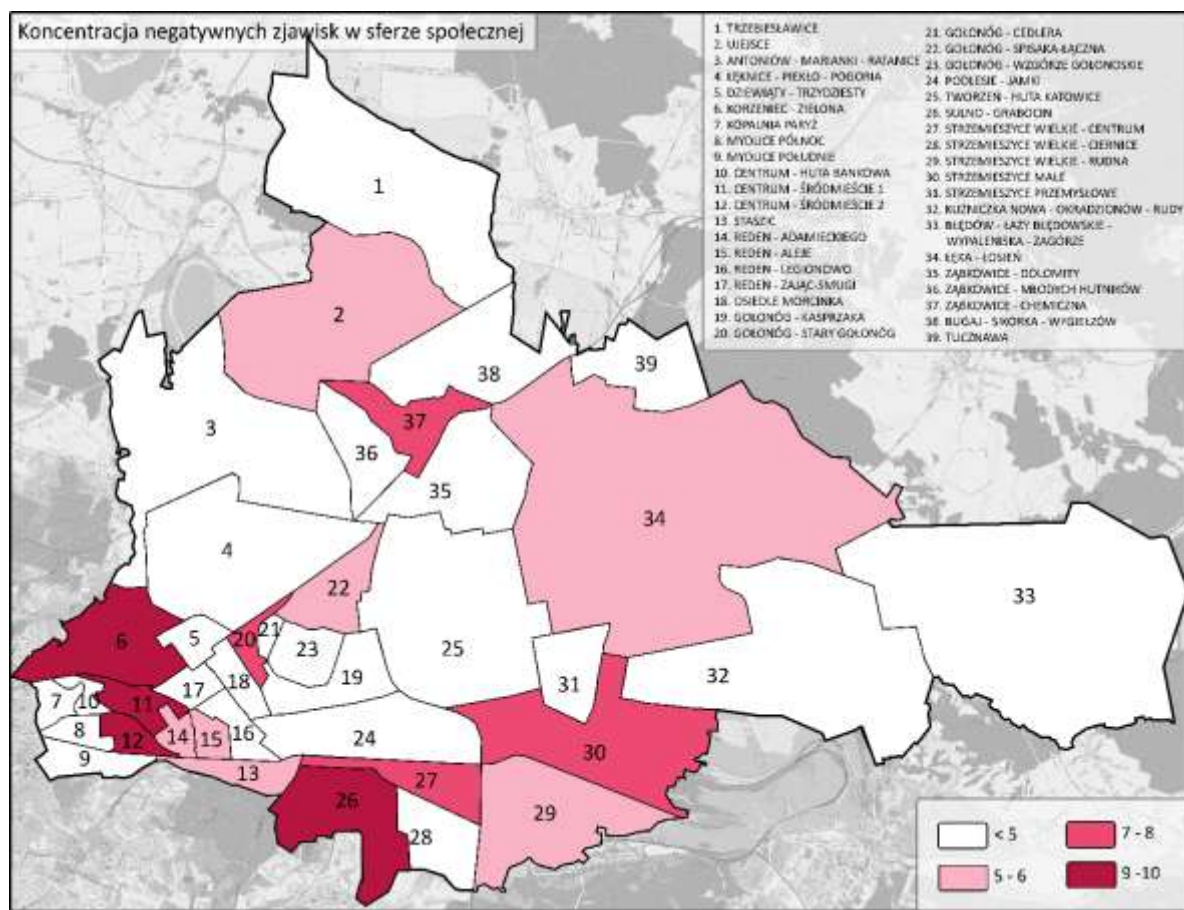 Koncentracja negatywnych zjawisk w sferze społecznej
1. TRZEBIESŁAWICE
2. UJEJSCE
3. ANTONIÓW - MARIANKI - RATANICE
4. ŁĘKNICE - PIEKŁO - POGORIA
5. DZIEWIĄTY - TRZYDZIESTY
6. KORZENIEC - ZIELONA
7. KOPALNIA PARYŻ
8. MYDLICE PÓŁNOC
9. MYDLICE POŁUDNIE
10. CENTRUM - HUTA BANKOWA
11. CENTRUM - ŚRÓDMIEŚCIE 1
12. CENTRUM - ŚRÓDMIEŚCIE 2
13. STASZIC
14. REDEN - ADAMIECKIEGO
15. REDEN - ALEJE
16. REDEN - LEGIONOWO
17. REDEN - ZAJĄC-SMUGI
18. OSIEDLE MORCINKA
19. GOŁONÓG - KASPRZAKA
20. GOŁONÓG - STARY GOŁONÓG
21. GOŁONÓG - CEDLERA
22. GOŁONÓG - SPISAKA-ŁĄCZNA
23. GOŁONÓG - WZGÓRZE GOŁONOSKIE
24. PODLESIE - JAMKI
25. TWORZEŃ - HUTA KATOWICE
26. SULNO - GRABOCIN
27. STRZEMIESZYCE WIELKIE - CENTRUM
28. STRZEMIESZYCE WIELKIE - CIERNICE
29. STRZEMIESZYCE WIELKIE - RUDNA
30. STRZEMIESZYCE MAŁE
31. STRZEMIESZYCE PRZEMYSŁOWE
32. KUŹNICZKA NOWA - OKRADZIONÓW - RUDY
33. BŁĘDÓW - ŁAZY BŁĘDOWSKIE -
WYPALENISKA - ZAGÓRZE
34. ŁĘKA - ŁOSIEŃ
35. ZĄBKOWICE - DOLOMITY
36. ZĄBKOWICE - MŁODYCH HUTNIKÓW
37. ZĄBKOWICE - CHEMICZNA
38. BUGAJ - SIKORKA - WYGIEŁZÓW
39. TUCZNAWA
1
2
38
39
37
3
36
35
34
4
22
33
6
5
20
21
23
25
18
19
17
31
32
7
10
11
8
12
14
15
16
24
30
9
13
27
26
29
28
< 5
7 - 8
5 - 6
9 -10